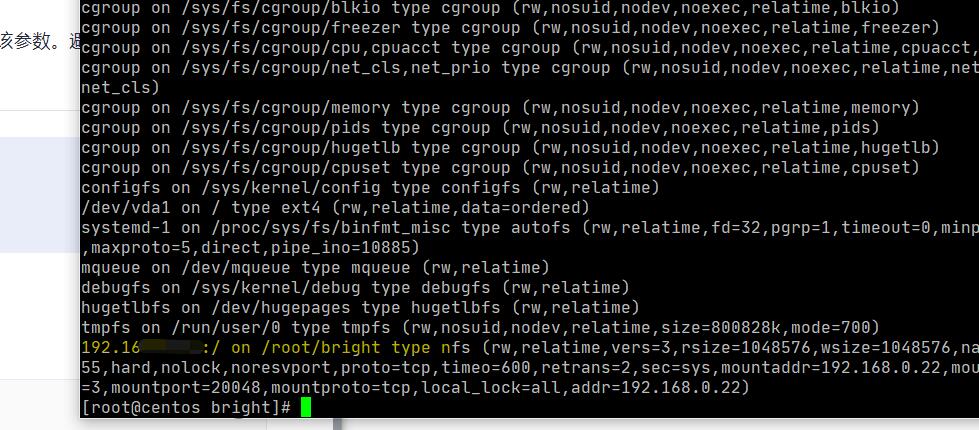 该参数。
cgroup on /sys/fs/cgroup/blkio type cgroup (rw,nosuid,nodev,noexec,relatime,blkio)
cgroup on /sys/fs/cgroup/freezer type cgroup (rw,nosuid,nodev,noexec,relatime,freezer)
cgroup on /sys/fs/cgroup/cpu,cpuacct type cgroup (rw,nosuid,nodev,noexec,relatime,cpuacct,
cgroup on /sys/fs/cgroup/net_cls,net_prio type cgroup (rw,nosuid,nodev,noexec,relatime,net
net_cls)
cgroup on /sys/fs/cgroup/memory type cgroup (rw,nosuid,nodev,noexec,relatime,memory)
cgroup on /sys/fs/cgroup/pids type cgroup (rw,nosuid,nodev,noexec,relatime,pids)
cgroup on /sys/fs/cgroup/hugetlb type cgroup (rw,nosuid,nodev,noexec,relatime,hugetlb)
cgroup on /sys/fs/cgroup/cpuset type cgroup (rw,nosuid,nodev,noexec,relatime,cpuset)
configfs on /sys/kernel/config type configfs (rw,relatime)
/dev/vda1 on / type ext4 (rw,relatime,data=ordered)
systemd-1 on /proc/sys/fs/binfmt_misc type autofs (rw,relatime,fd=32,pgrp=1,timeout=0,minp
,maxproto=5,direct,pipe_ino=10885)
mqueue on /dev/mqueue type mqueue (rw,relatime)
debugfs on /sys/kernel/debug type debugfs (rw,relatime)
hugetlbfs on /dev/hugepages type hugetlbfs (rw,relatime)
tmpfs on /run/user/0 type tmpfs (rw,nosuid,nodev,relatime,size=800828k,mode=700)
192.16 :/ on /root/bright type nfs (rw,relatime,vers=3,rsize=1048576,wsize=1048576,na
55,hard,nolock,noresvport,proto=tcp,timeo=600,retrans=2,sec=sys,mountaddr=192.168.0.22,mou
=3,mountport=20048,mountproto=tcp,local_lock=all,addr=192.168.0.22)
[root@centos bright]#